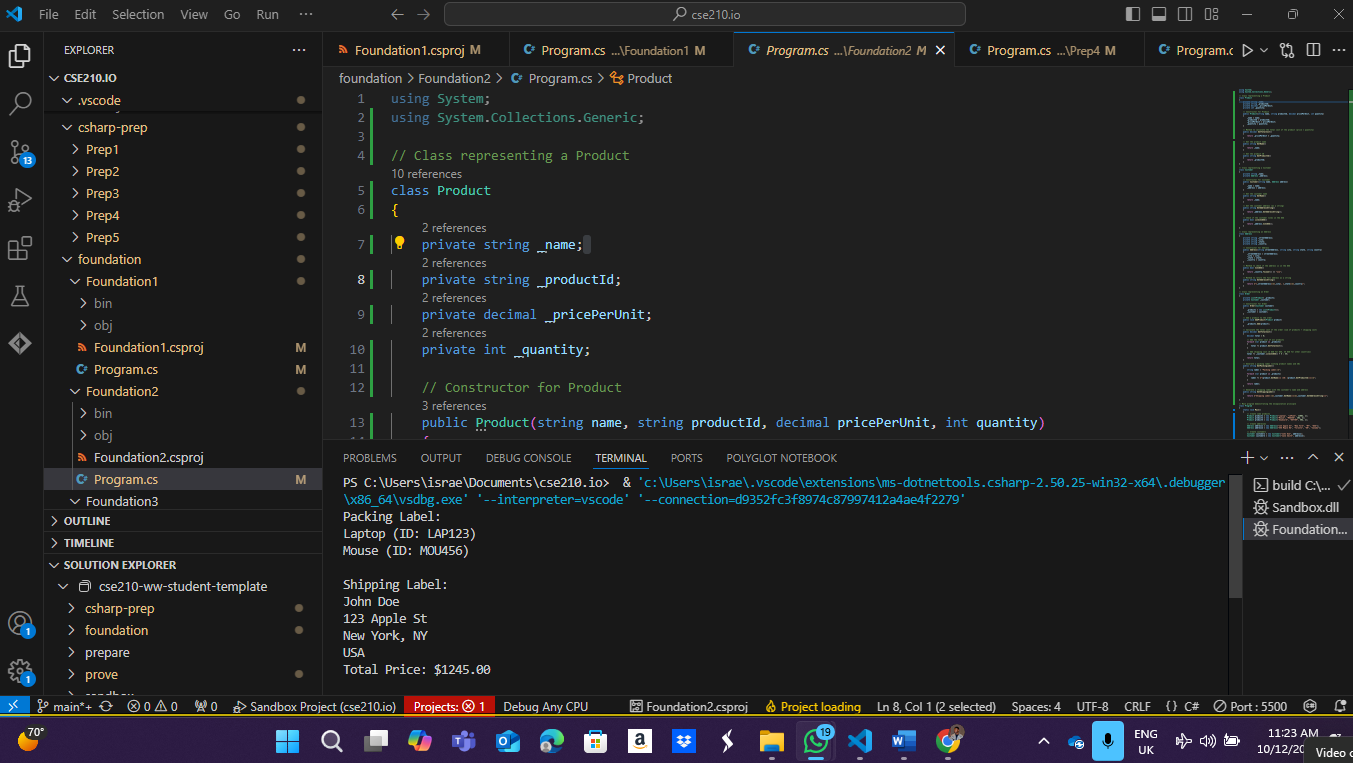 File Edit Selection View Go Run ···
cse210.io
EXPLORER
CSE210.IO
.vscode
csharp-prep
Prep1
Prep2
Prep3
Prep4
Prep5
foundation
Foundation1
bin
obj
Foundation1.csproj M
Program.cs M
Foundation2
bin
obj
Foundation2.csproj
Program.cs M
Foundation3
OUTLINE
TIMELINE
SOLUTION EXPLORER
cse210-ww-student-template
csharp-prep
foundation
prepare
prove
Foundation1.csproj M Program.cs ...\Foundation1 M Program.cs ...\Foundation2 M Program.cs ...\Prep4 M Program.c
foundation > Foundation2 > Program.cs > Product
1 using System;
2 using System.Collections.Generic;
3
4 // Class representing a Product
10 references
5 class Product
6 {
2 references
7 private string _name;
2 references
8 private string _productId;
2 references
9 private decimal _pricePerUnit;
2 references
10 private int _quantity;
11
12 // Constructor for Product
3 references
13 public Product(string name, string productId, decimal pricePerUnit, int quantity)
PROBLEMS OUTPUT DEBUG CONSOLE TERMINAL PORTS POLYGLOT NOTEBOOK
PS C:\Users\israe\Documents\cse210.io> & 'c:\Users\israe\.vscode\extensions\ms-dotnettools.csharp-2.50.25-win32-x64\.debugger
\x86_64\vsdbg.exe' '--interpreter=vscode' '--connection=d9352fc3f8974c87997412a4ae4f2279'
Packing Label:
Laptop (ID: LAP123)
Mouse (ID: MOU456)
Shipping Label:
John Doe
123 Apple St
New York, NY
USA
Total Price: $1245.00
build C:\...
Sandbox.dll
Foundation...
13
1
1
main*+ 0 0 0 Sandbox Project (cse210.io) Projects: 1 Debug Any CPU Foundation2.csproj Project loading Ln 8, Col 1 (2 selected) Spaces: 4 UTF-8 CRLF {} C# Port : 5500
70°
19
ENG
UK
11:23 AM
10/12/20
Video